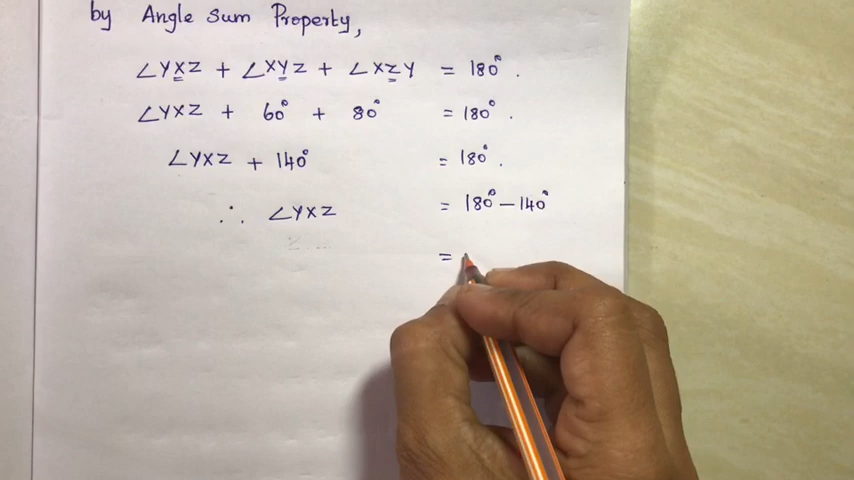 by Angle Sum Property,
∠YXZ + ∠XYZ + ∠XZY = 180°.
∠YXZ + 60° + 80° = 180°.
∠YXZ + 140° = 180°.
∴ ∠YXZ = 180° - 140°
=